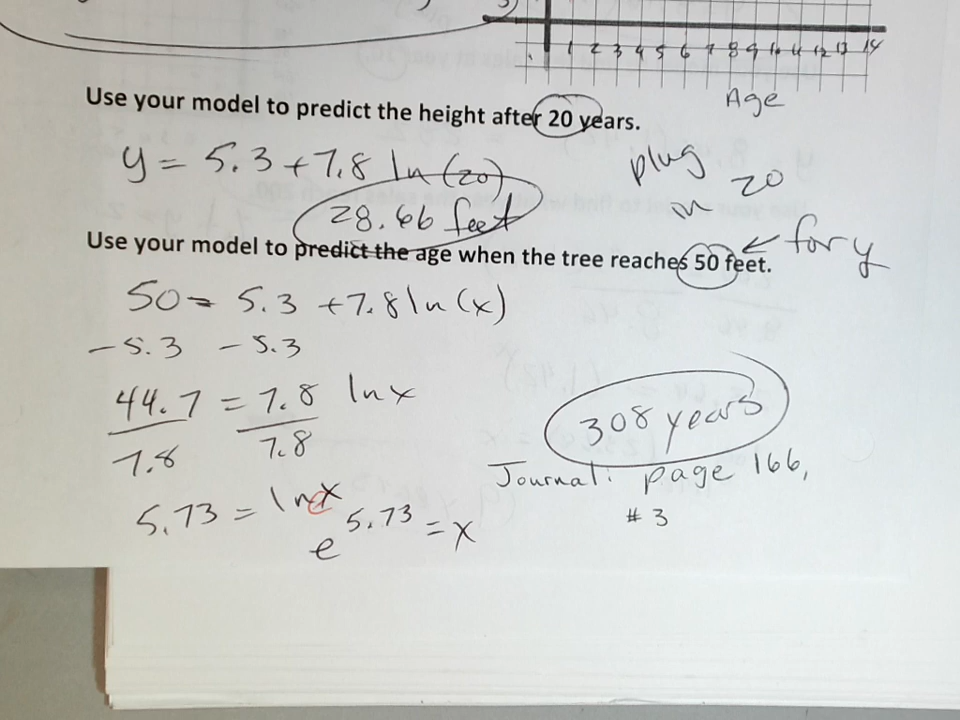 1 2 3 4 5 6 7 8 9 10 11 12 13 14
Age
Use your model to predict the height after 20 years.
y = 5.3 + 7.8 ln (20)
28.66 feet
plug
in 20
for y
Use your model to predict the age when the tree reaches 50 feet.
50 = 5.3 + 7.8 ln (x)
- 5.3 - 5.3
44.7 = 7.8 ln x
7.8 7.8
5.73 = ln x
e 5.73 = x
308 years
Journal: page 166,
# 3